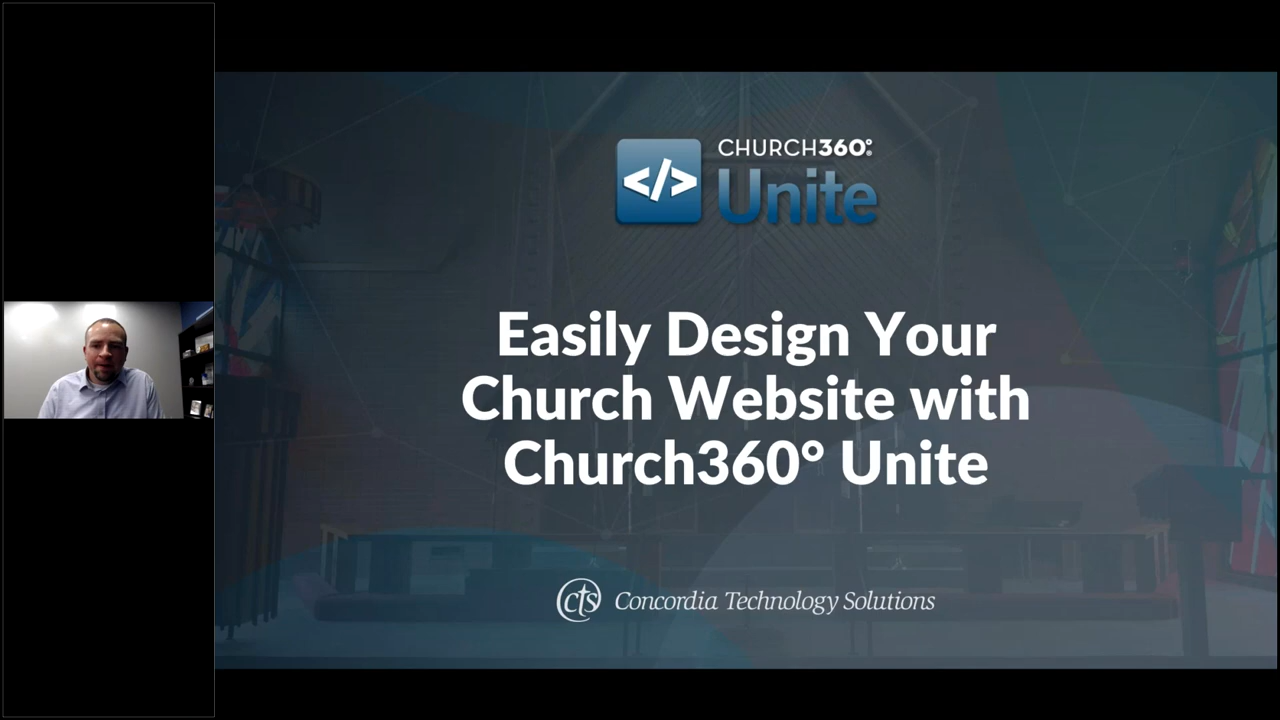 </>
CHURCH360°®
Unite
Easily Design Your
Church Website with
Church360° Unite
cts Concordia Technology Solutions